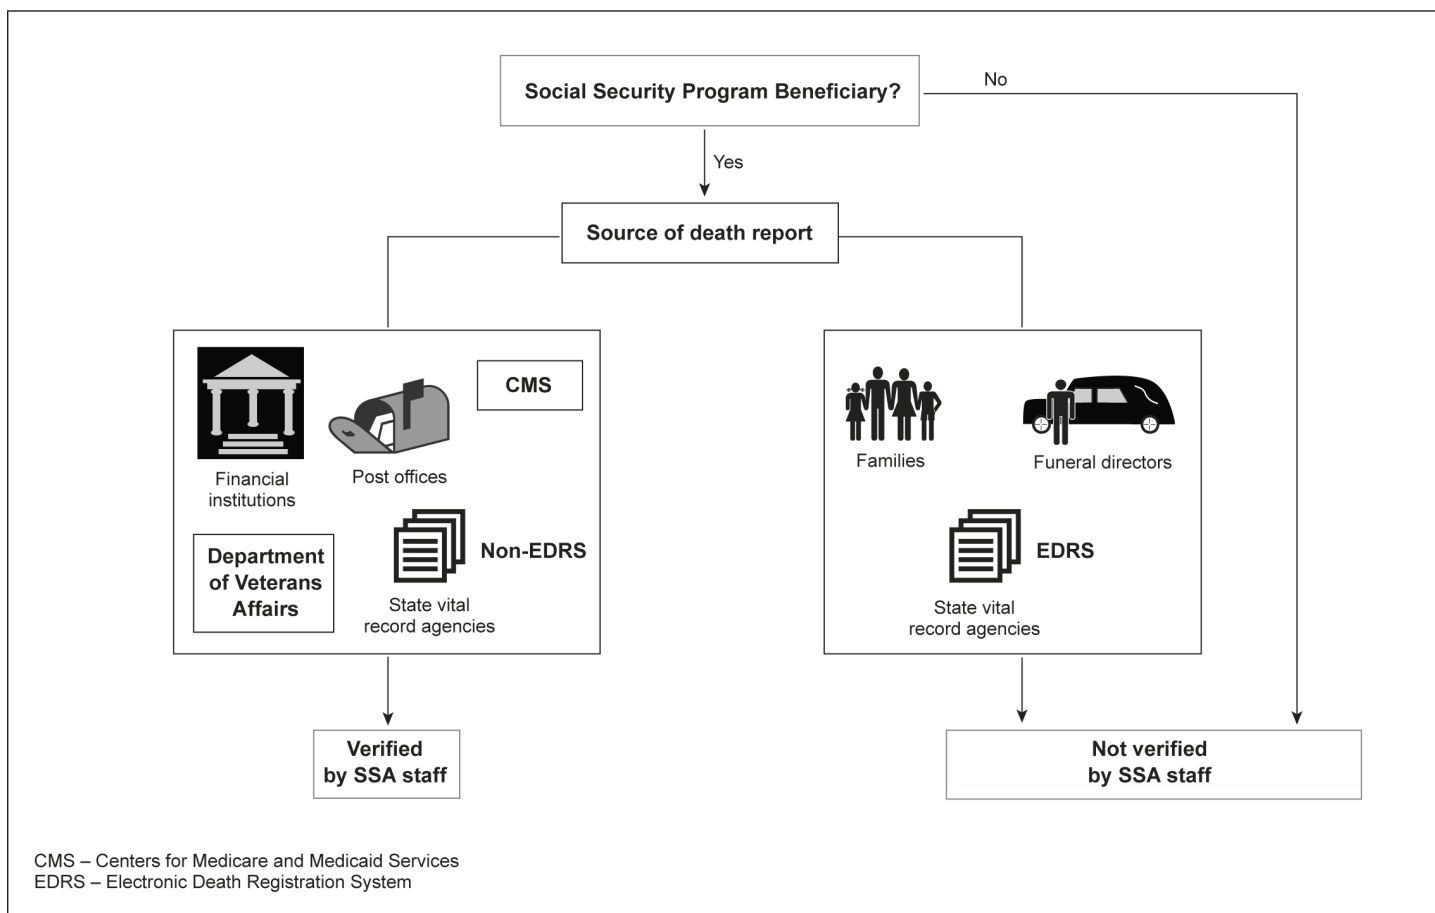 Social Security Program Beneficiary?
No
Yes
Source of death report
CMS
Financial
institutions
Post offices
Department
of Veterans
Affairs
Non-EDRS
State vital
record agencies
Families
Funeral directors
EDRS
State vital
record agencies
Verified
by SSA staff
Not verified
by SSA staff
CMS – Centers for Medicare and Medicaid Services
EDRS – Electronic Death Registration System